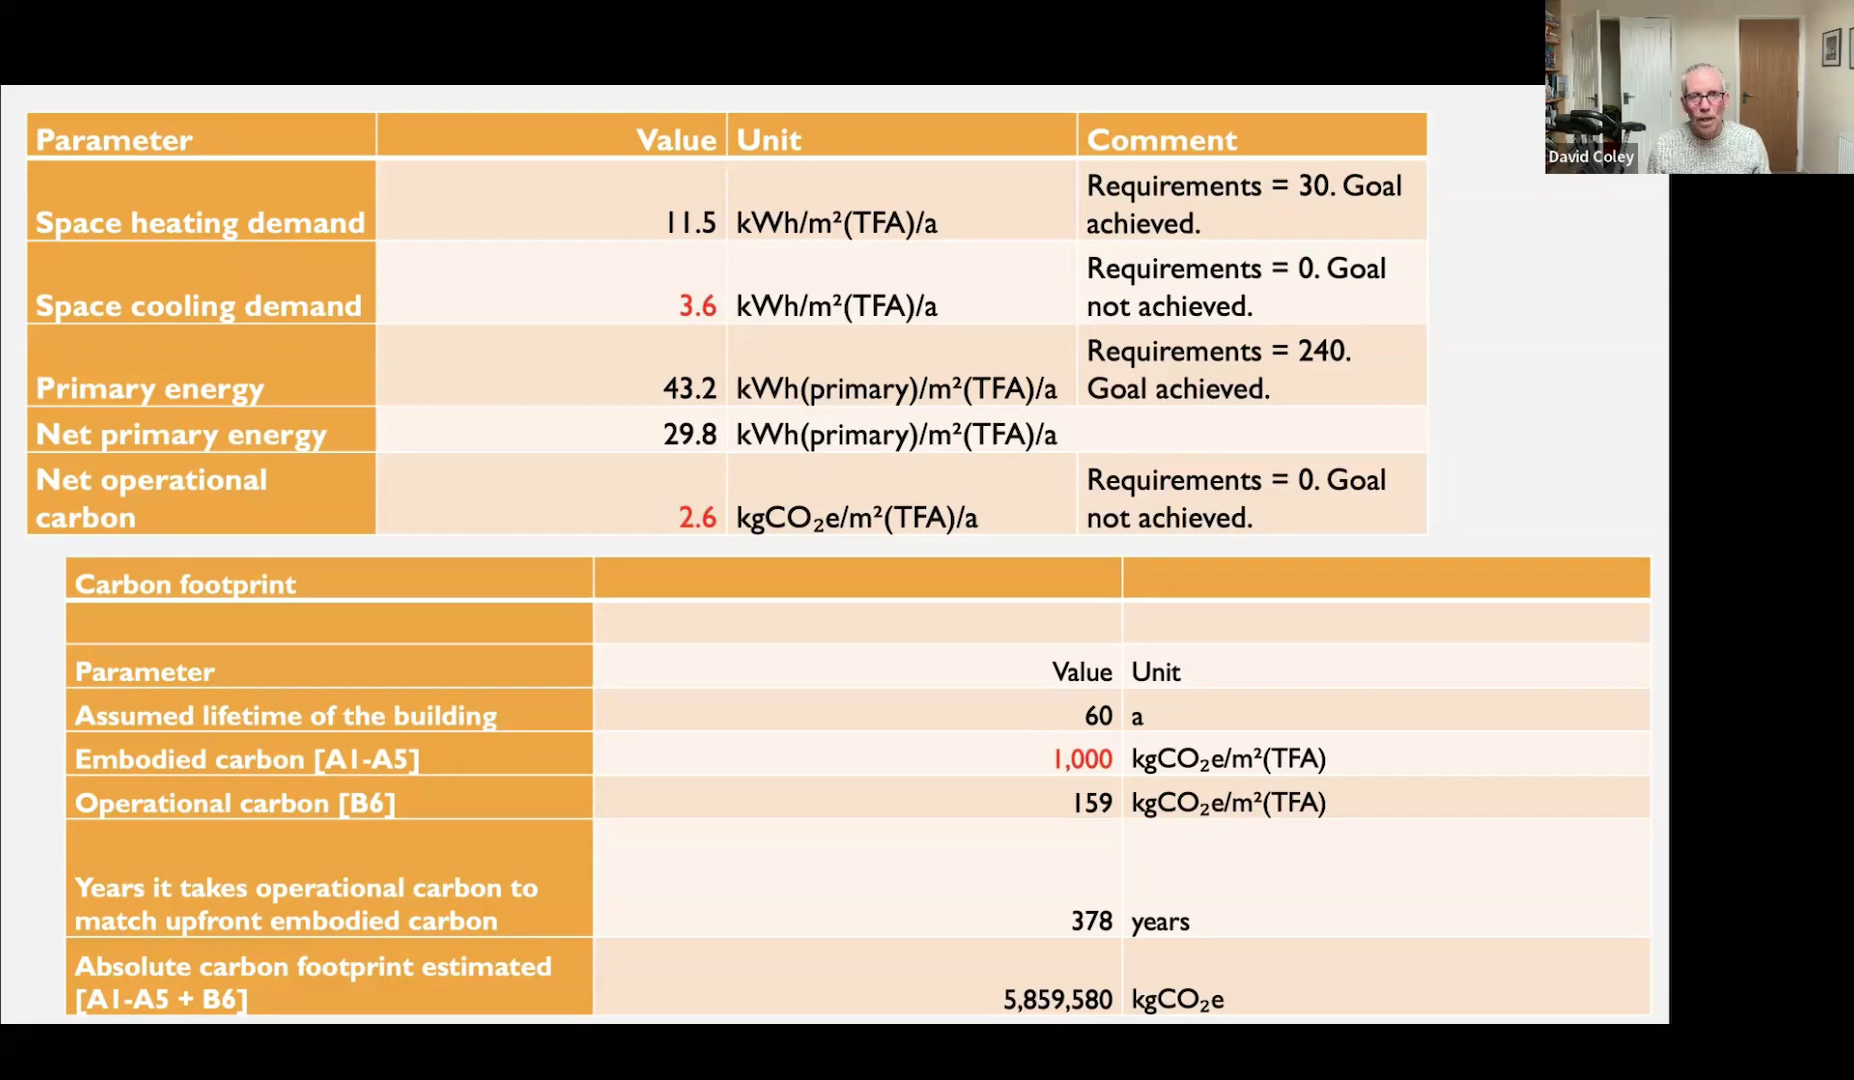 David Coley
Parameter Value Unit Comment
Requirements = 30. Goal
Space heating demand 11.5 kWh/m²(TFA)/a achieved.
Requirements = 0. Goal
Space cooling demand 3.6 kWh/m²(TFA)/a not achieved.
Requirements = 240.
Primary energy 43.2 kWh(primary)/m²(TFA)/a Goal achieved.
Net primary energy 29.8 kWh(primary)/m²(TFA)/a
Net operational Requirements = 0. Goal
carbon 2.6 kgCO₂e/m²(TFA)/a not achieved.
Carbon footprint
Parameter Value Unit
Assumed lifetime of the building 60 a
Embodied carbon [A1-A5] 1,000 kgCO₂e/m²(TFA)
Operational carbon [B6] 159 kgCO₂e/m²(TFA)
Years it takes operational carbon to
match upfront embodied carbon 378 years
Absolute carbon footprint estimated
[A1-A5 + B6] 5,859,580 kgCO₂e